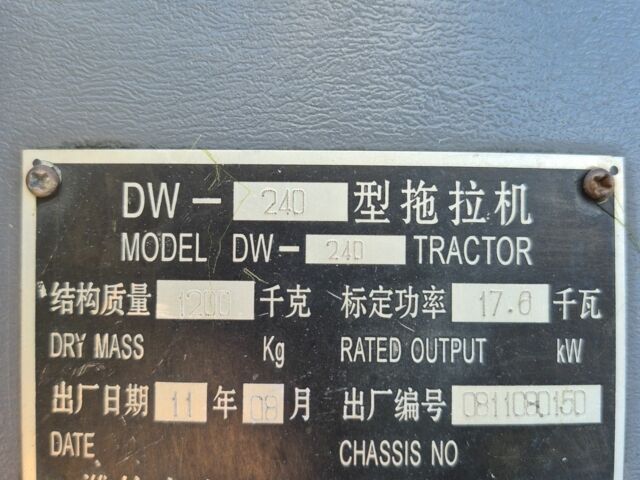 DW-240型拖拉机
MODEL DW-240 TRACTOR
结构质量 1200 千克 标定功率 17.6 千瓦
DRY MASS Kg RATED OUTPUT kW
出厂日期 11 年 08 月 出厂编号 0811080150
DATE CHASSIS NO